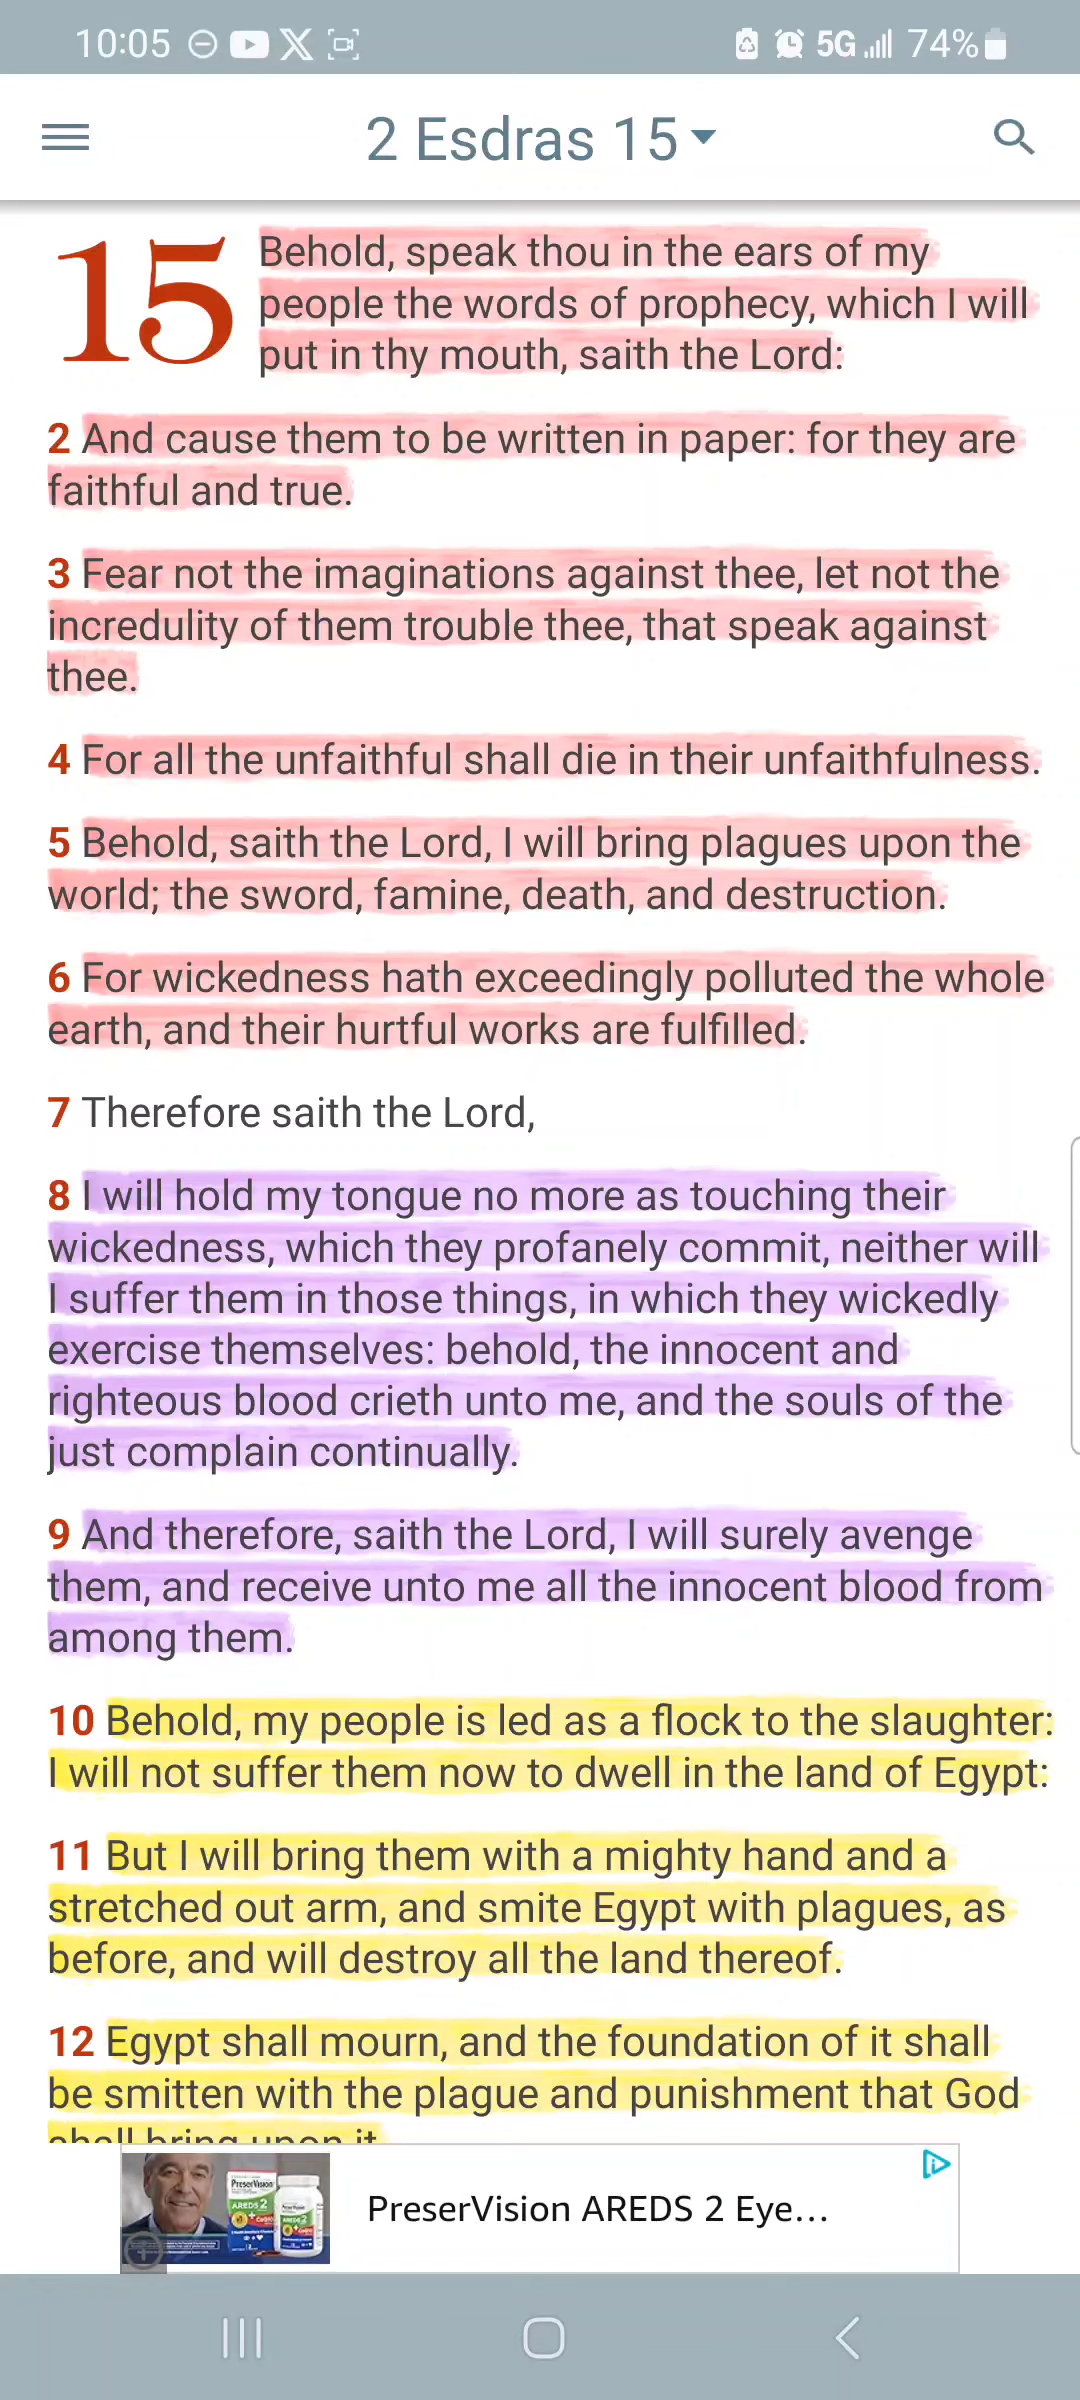 10:05 5G 74%
2 Esdras 15
15 Behold, speak thou in the ears of my
people the words of prophecy, which I will
put in thy mouth, saith the Lord:
2 And cause them to be written in paper: for they are
faithful and true.
3 Fear not the imaginations against thee, let not the
incredulity of them trouble thee, that speak against
thee.
4 For all the unfaithful shall die in their unfaithfulness.
5 Behold, saith the Lord, I will bring plagues upon the
world; the sword, famine, death, and destruction.
6 For wickedness hath exceedingly polluted the whole
earth, and their hurtful works are fulfilled.
7 Therefore saith the Lord,
8 I will hold my tongue no more as touching their
wickedness, which they profanely commit, neither will
I suffer them in those things, in which they wickedly
exercise themselves: behold, the innocent and
righteous blood crieth unto me, and the souls of the
just complain continually.
9 And therefore, saith the Lord, I will surely avenge
them, and receive unto me all the innocent blood from
among them.
10 Behold, my people is led as a flock to the slaughter:
I will not suffer them now to dwell in the land of Egypt:
11 But I will bring them with a mighty hand and a
stretched out arm, and smite Egypt with plagues, as
before, and will destroy all the land thereof.
12 Egypt shall mourn, and the foundation of it shall
be smitten with the plague and punishment that God
shall bring upon it.
PreserVision
AREDS 2
PreserVision AREDS 2 Eye...